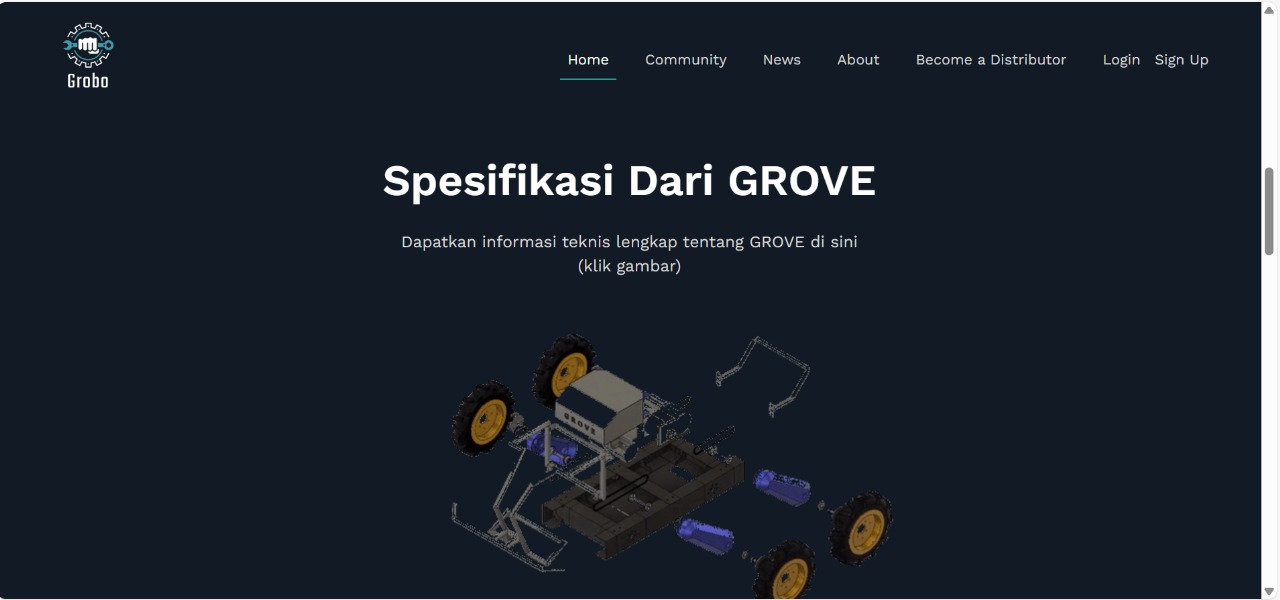 Grobo
Home Community News About Become a Distributor Login Sign Up
Spesifikasi Dari GROVE
Dapatkan informasi teknis lengkap tentang GROVE di sini
(klik gambar)
GROVE